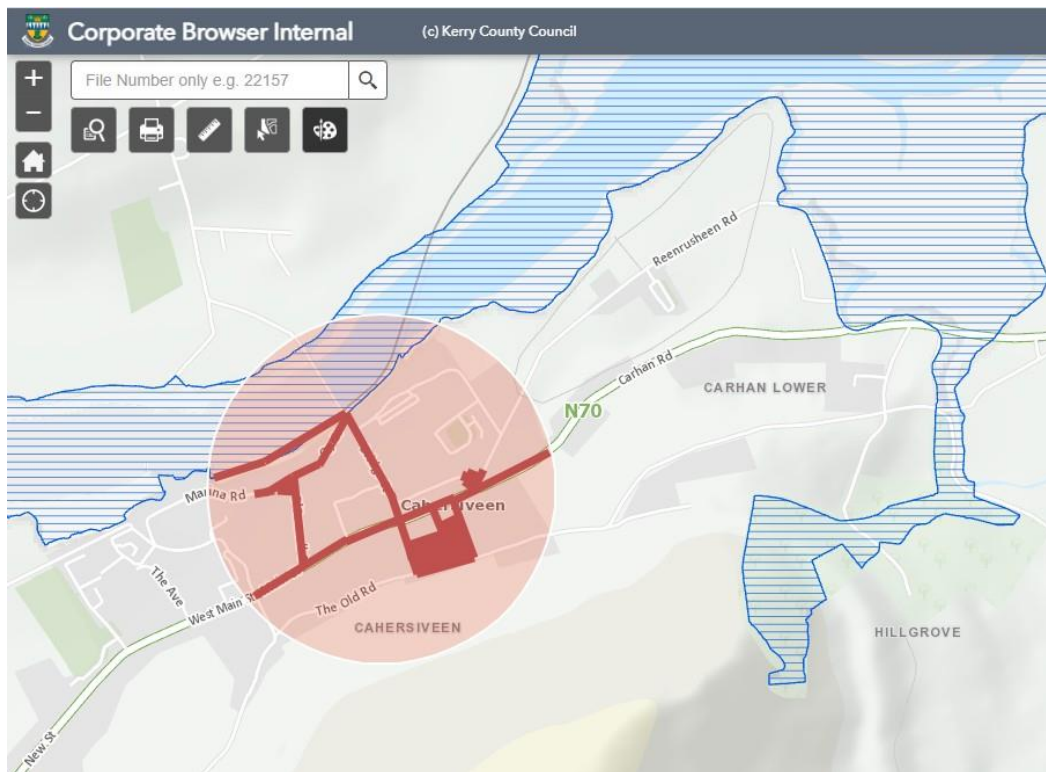 Corporate Browser Internal
(c) Kerry County Council
+
File Number only e.g. 22157
−
Reenrusheen Rd
Carhan Rd
CARHAN LOWER
N70
Marina Rd
Cahersiveen
The Ave
West Main St
The Old Rd
CAHERSIVEEN
HILLGROVE
New St